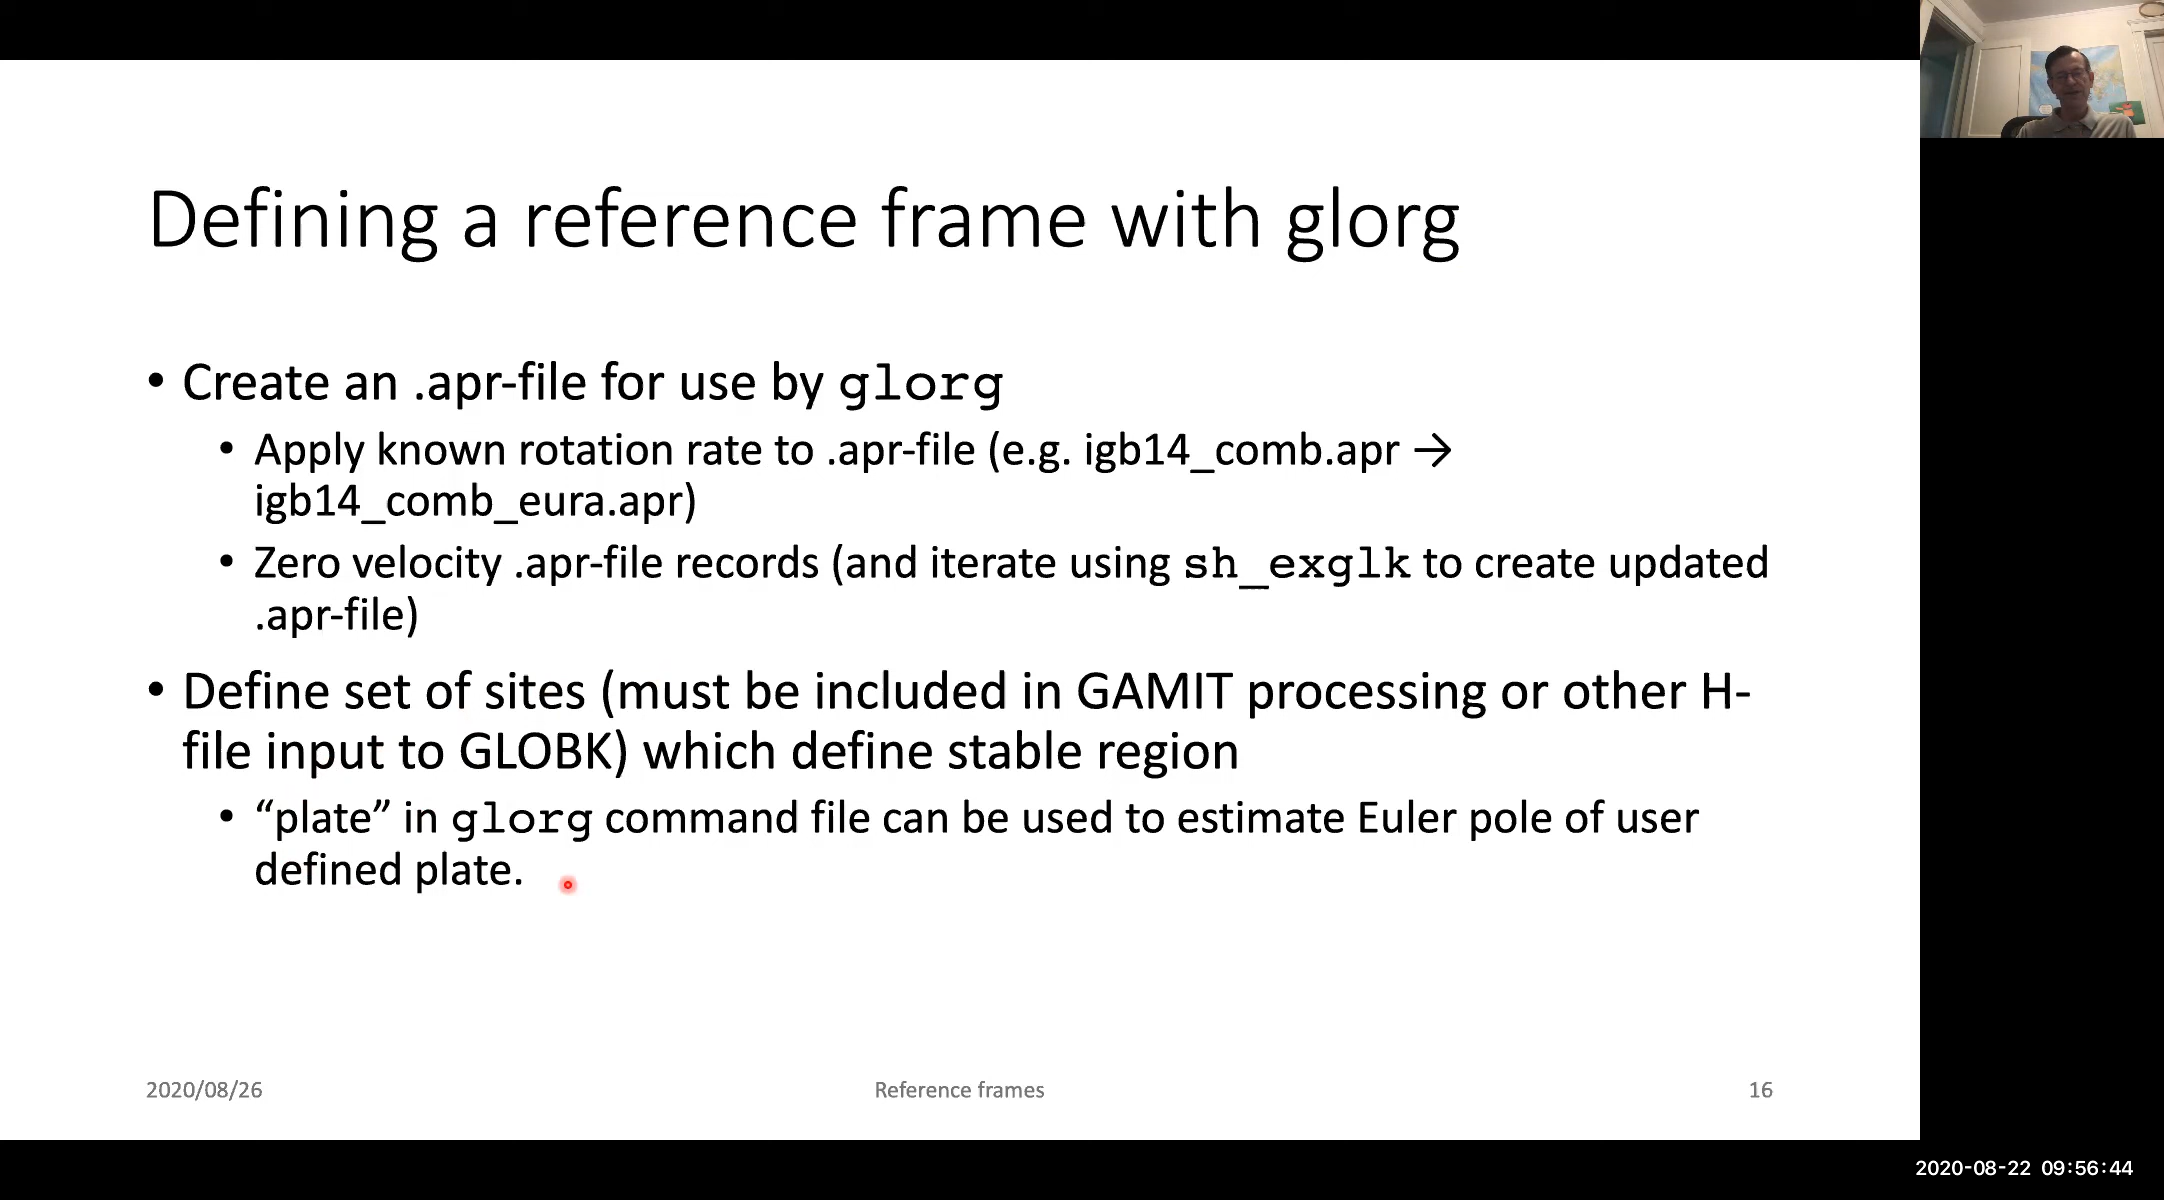 Defining a reference frame with glorg
• Create an .apr-file for use by glorg
• Apply known rotation rate to .apr-file (e.g. igb14_comb.apr →
igb14_comb_eura.apr)
• Zero velocity .apr-file records (and iterate using sh_exglk to create updated
.apr-file)
• Define set of sites (must be included in GAMIT processing or other H-
file input to GLOBK) which define stable region
• “plate” in glorg command file can be used to estimate Euler pole of user
defined plate.
2020/08/26
Reference frames
16
2020-08-22 09:56:44